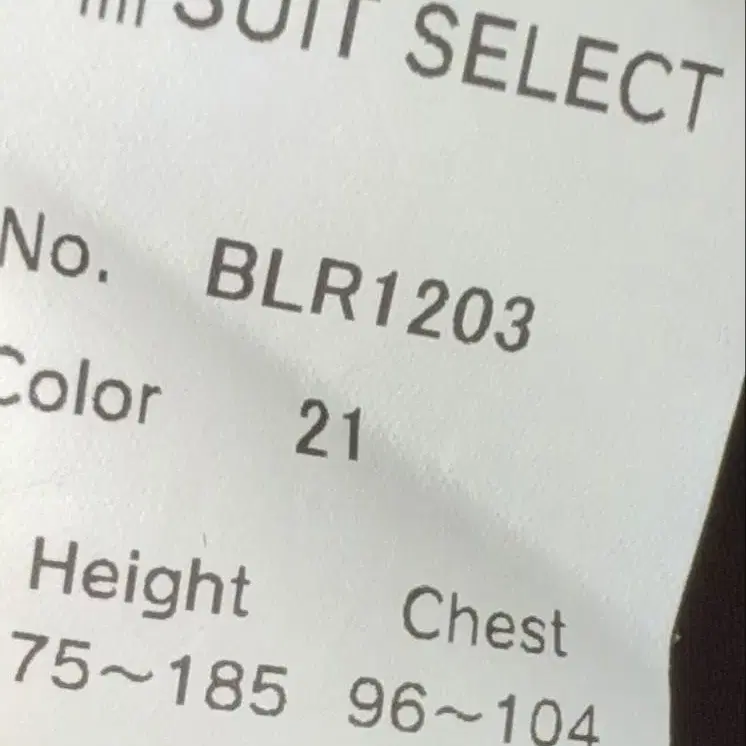 SUIT SELECT
No. BLR1203
Color 21
Height Chest
75~185 96~104